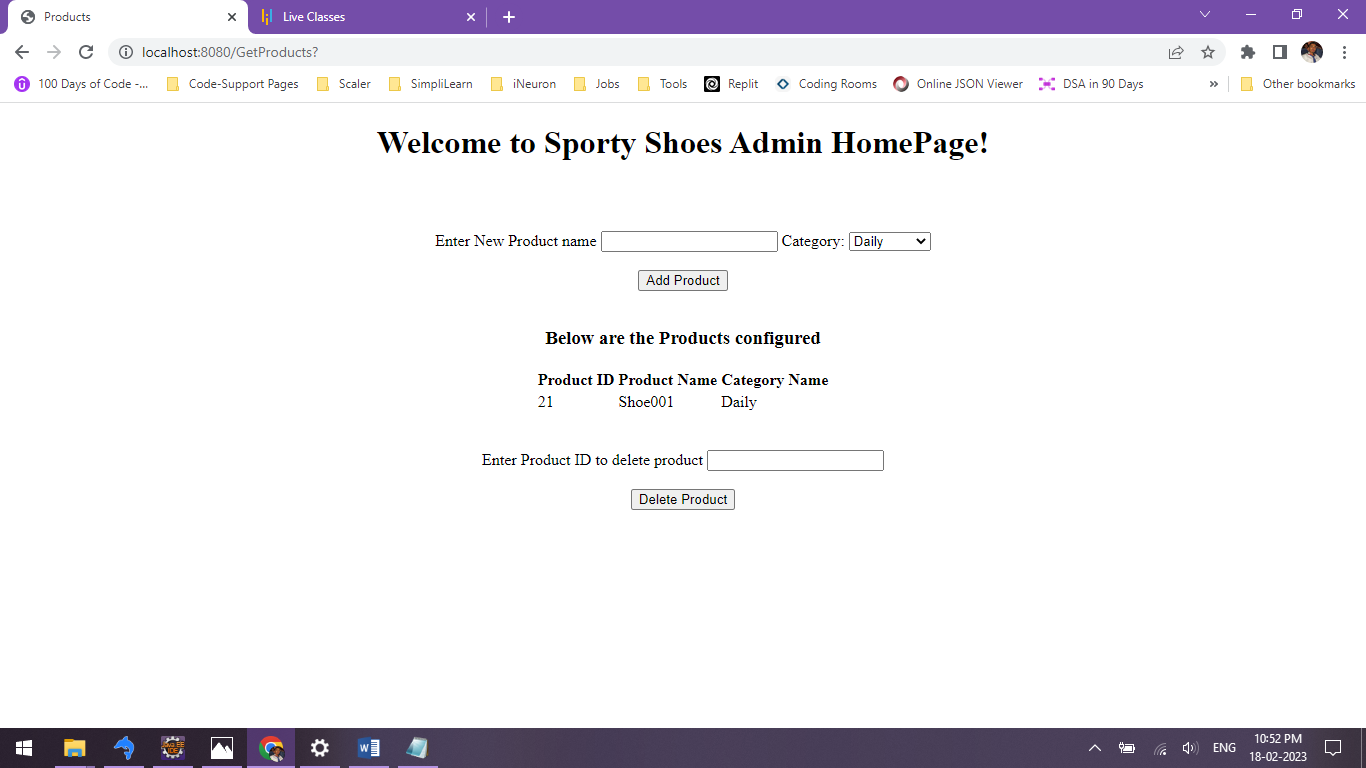 Products
Live Classes
localhost:8080/GetProducts?
100 Days of Code -... Code-Support Pages Scaler SimpliLearn iNeuron Jobs Tools Replit Coding Rooms Online JSON Viewer DSA in 90 Days » Other bookmarks
Welcome to Sporty Shoes Admin HomePage!
Enter New Product name Category: Daily
Add Product
Below are the Products configured
Product ID Product Name Category Name
21 Shoe001 Daily
Enter Product ID to delete product
Delete Product
ENG
10:52 PM
18-02-2023